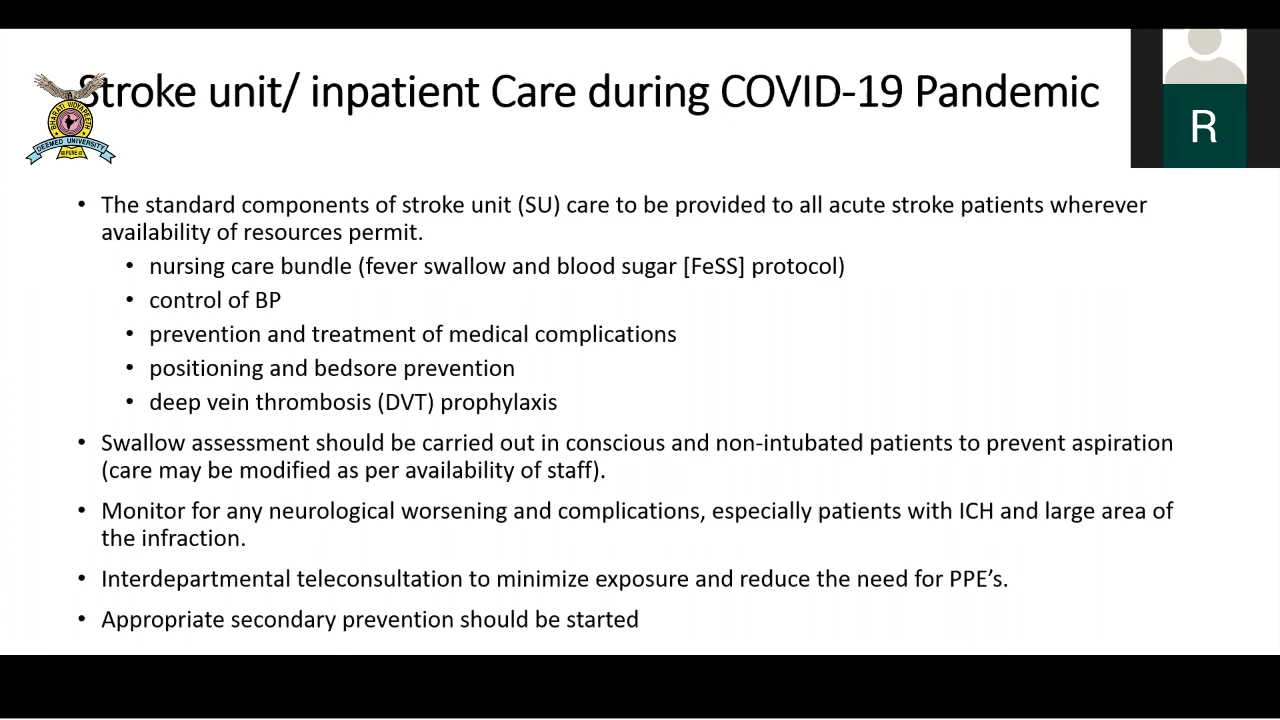 Stroke unit/ inpatient Care during COVID-19 Pandemic
BHARATI VIDYAPEETH
DEEMED UNIVERSITY
R
• The standard components of stroke unit (SU) care to be provided to all acute stroke patients wherever
availability of resources permit.
• nursing care bundle (fever swallow and blood sugar [FeSS] protocol)
• control of BP
• prevention and treatment of medical complications
• positioning and bedsore prevention
• deep vein thrombosis (DVT) prophylaxis
• Swallow assessment should be carried out in conscious and non-intubated patients to prevent aspiration
(care may be modified as per availability of staff).
• Monitor for any neurological worsening and complications, especially patients with ICH and large area of
the infraction.
• Interdepartmental teleconsultation to minimize exposure and reduce the need for PPE’s.
• Appropriate secondary prevention should be started